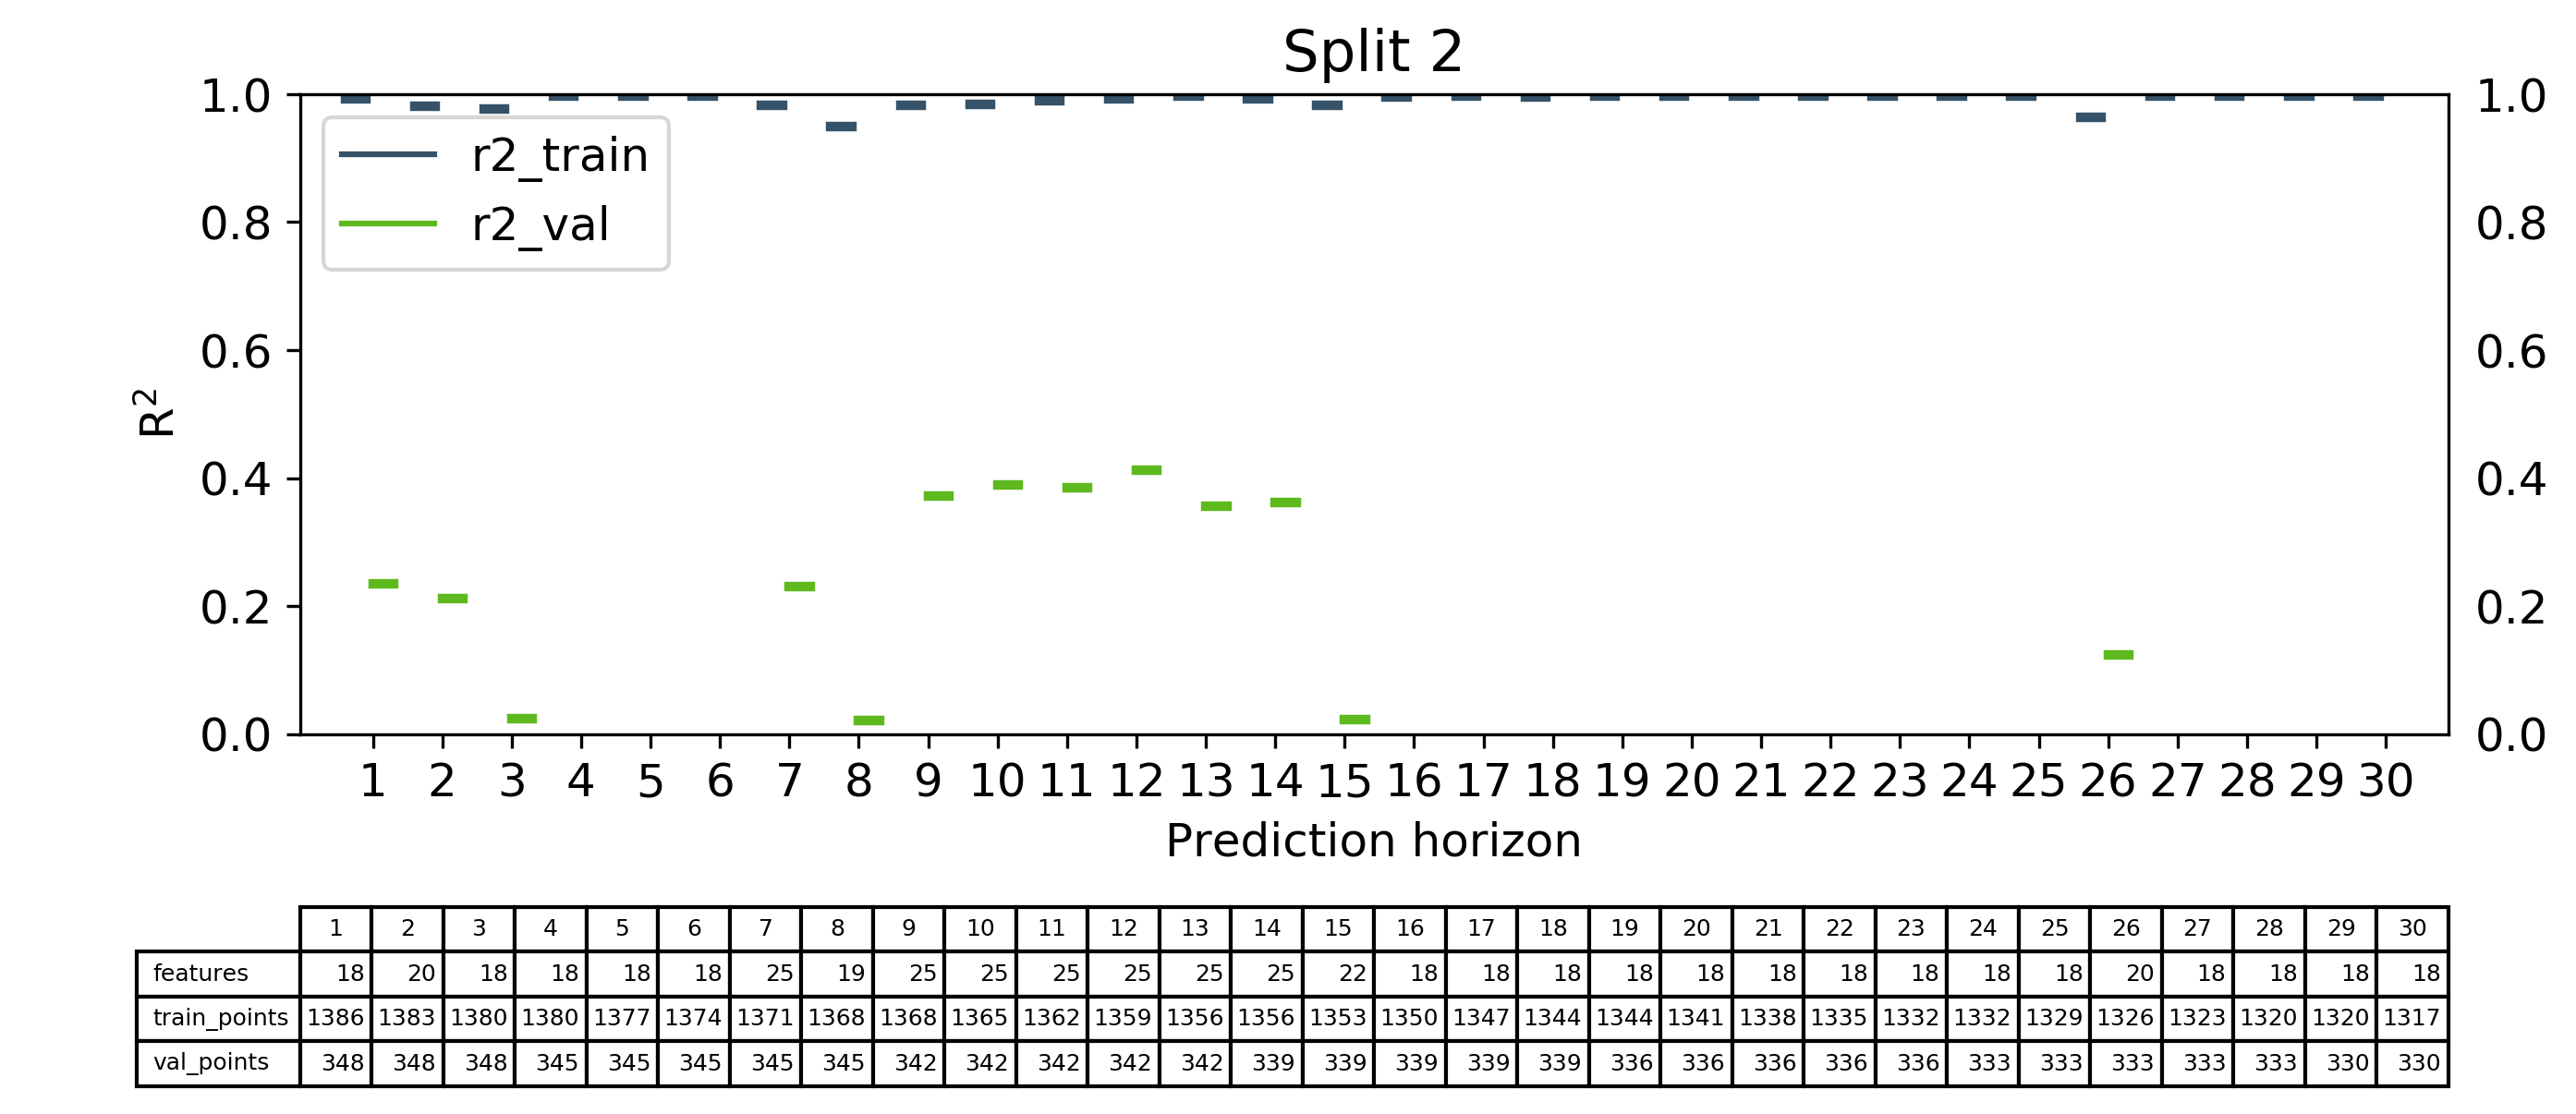 Split 2
1.0
0.8
0.6
0.4
0.2
0.0
R²
r2_train
r2_val
1.0
0.8
0.6
0.4
0.2
0.0
1 2 3 4 5 6 7 8 9 10 11 12 13 14 15 16 17 18 19 20 21 22 23 24 25 26 27 28 29 30
Prediction horizon
1 2 3 4 5 6 7 8 9 10 11 12 13 14 15 16 17 18 19 20 21 22 23 24 25 26 27 28 29 30
features 18 20 18 18 18 18 25 19 25 25 25 25 25 25 22 18 18 18 18 18 18 18 18 18 18 20 18 18 18 18
train_points 1386 1383 1380 1380 1377 1374 1371 1368 1368 1365 1362 1359 1356 1356 1353 1350 1347 1344 1344 1341 1338 1335 1332 1332 1329 1326 1323 1320 1320 1317
val_points 348 348 348 345 345 345 345 345 342 342 342 342 342 339 339 339 339 339 336 336 336 336 336 333 333 333 333 333 330 330